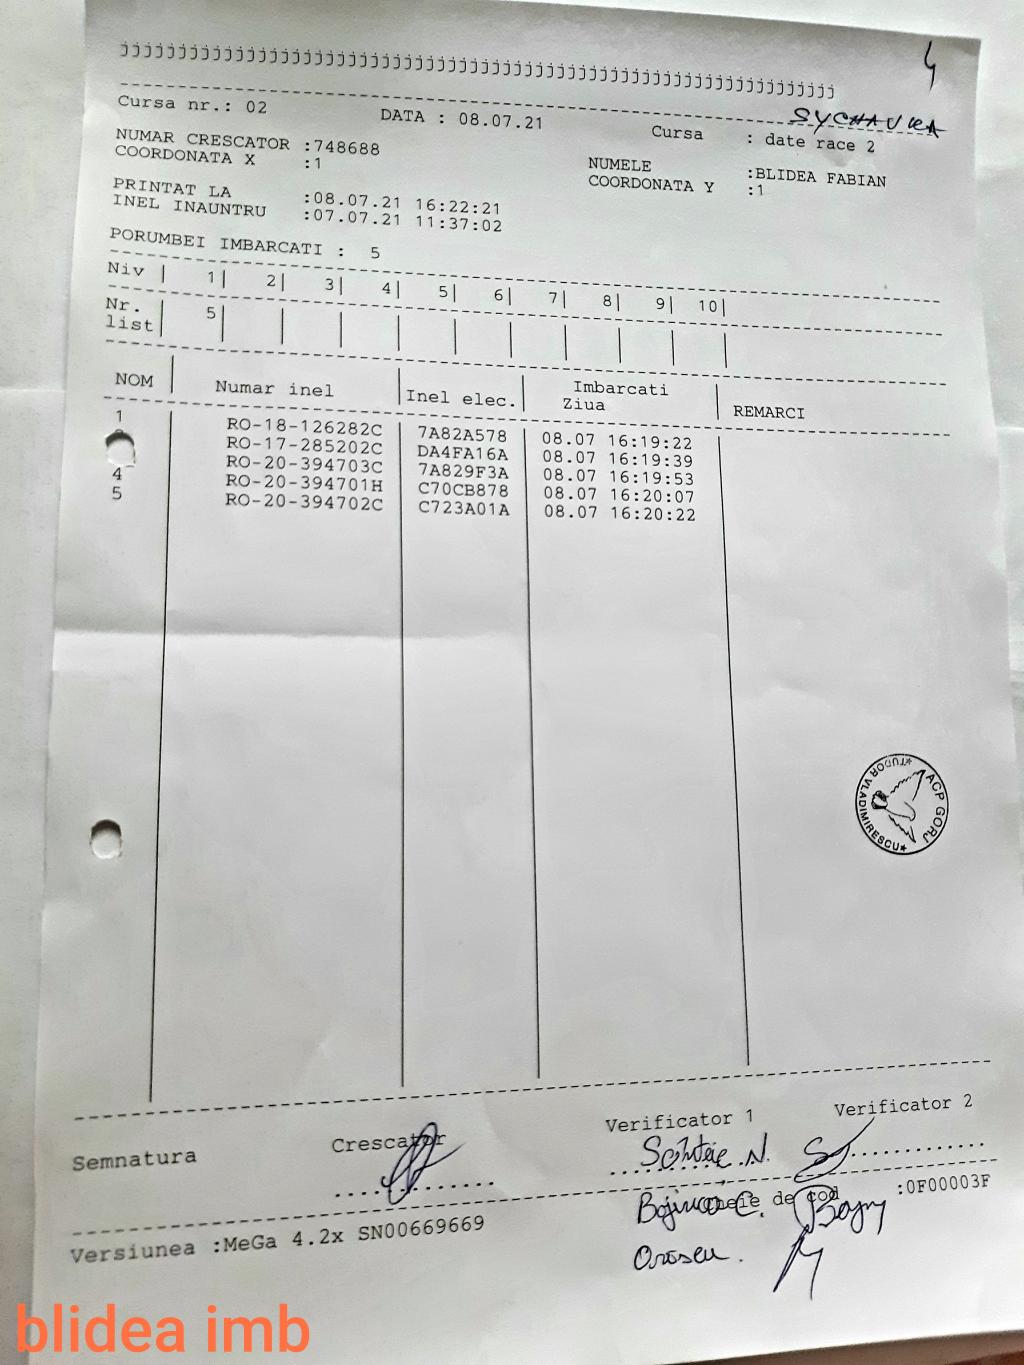 jjjjjjjjjjjjjjjjjjjjjjjjjjjjjjjjjjjjjjjjjjjjjjjjjjjjjjjjjjjjjjjjjjjjjjjjj
SYCHAVKA
Cursa nr.: 02 DATA : 08.07.21 Cursa : date race 2
NUMAR CRESCATOR :748688 NUMELE :BLIDEA FABIAN
COORDONATA X :1 COORDONATA Y :1
PRINTAT LA :08.07.21 16:22:21
INEL INAUNTRU :07.07.21 11:37:02
PORUMBEI IMBARCATI : 5
Niv | 1| 2| 3| 4| 5| 6| 7| 8| 9| 10|
Nr. list | 5| | | | | | | | | |
NOM | Numar inel | Inel elec. | Imbarcati Ziua | REMARCI
1 RO-18-126282C 7A82A578 08.07 16:19:22
RO-17-285202C DA4FA16A 08.07 16:19:39
RO-20-394703C 7A829F3A 08.07 16:19:53
4 RO-20-394701H C70CB878 08.07 16:20:07
5 RO-20-394702C C723A01A 08.07 16:20:22
ACP GORJ *TUDOR VLADIMIRESCU*
Semnatura Crescator Verificator 1 Verificator 2
de cod :0F00003F
Versiunea :MeGa 4.2x SN00669669
blidea imb